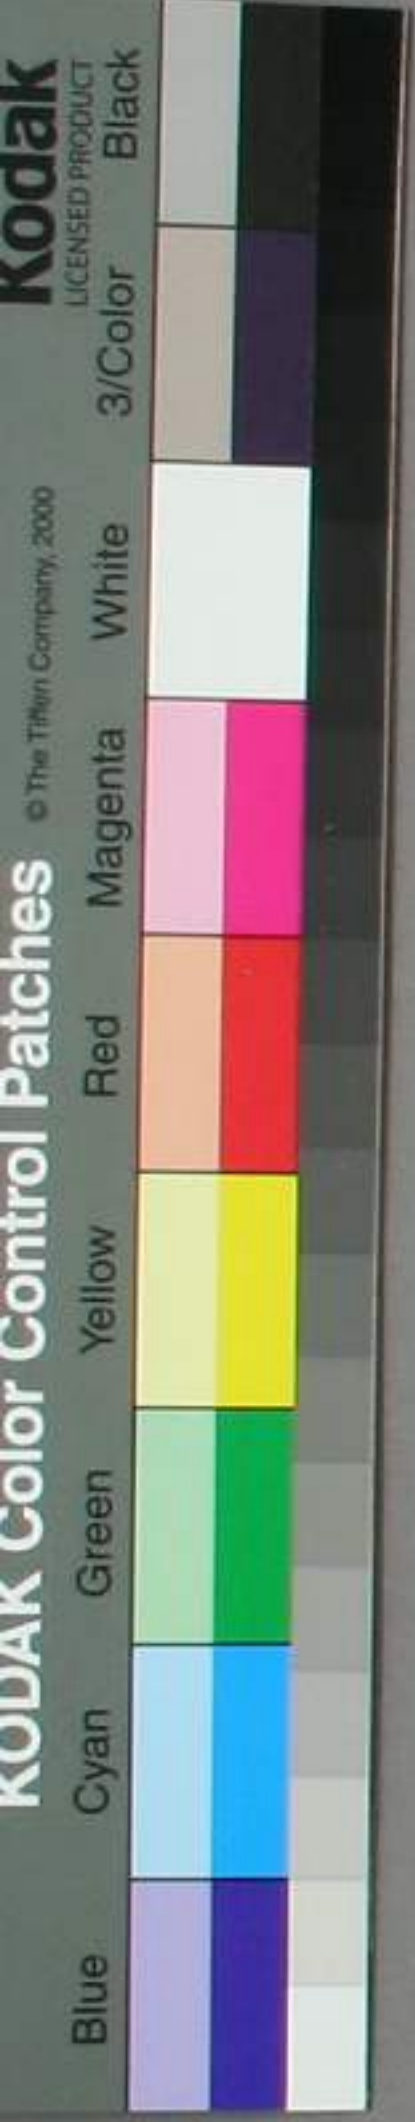 KODAK Color Control Patches © The Tiffen Company, 2000 Kodak
LICENSED PRODUCT
Blue Cyan Green Yellow Red Magenta White 3/Color Black